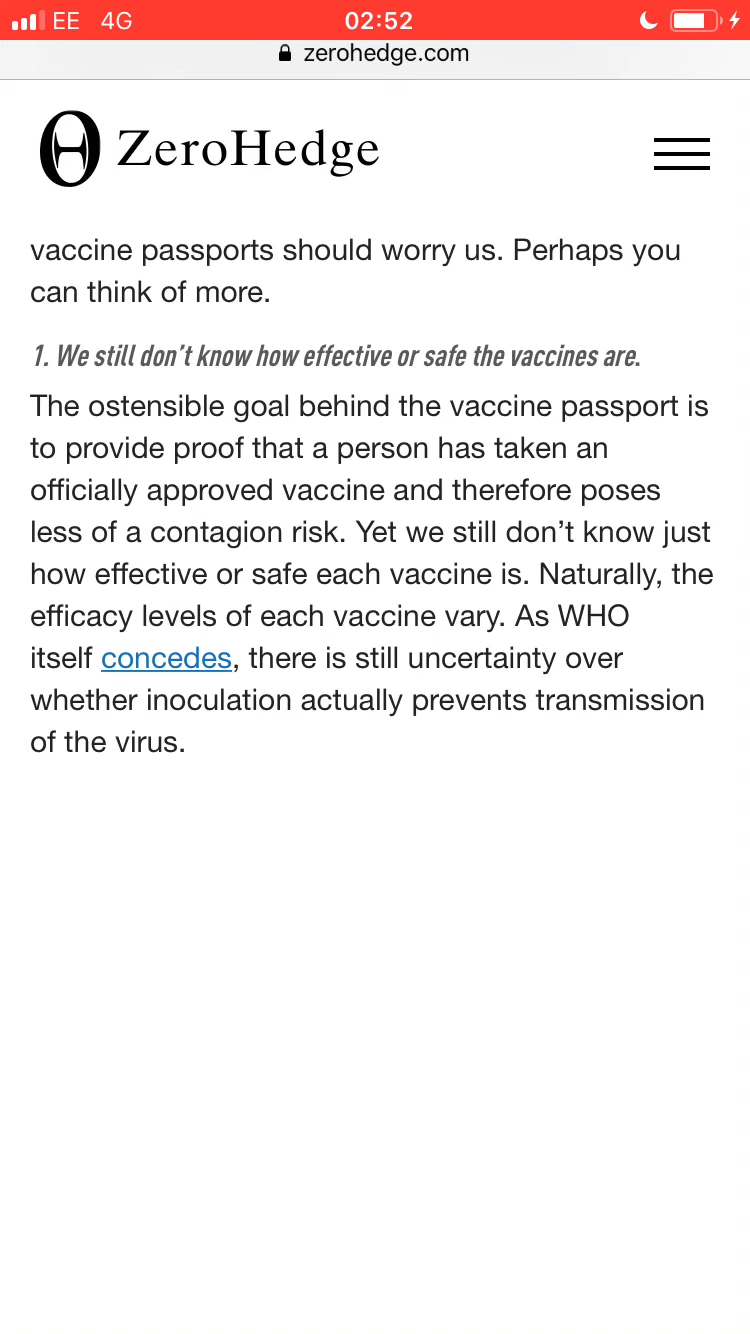 EE 4G 02:52
zerohedge.com
ZeroHedge
vaccine passports should worry us. Perhaps you
can think of more.
1. We still don’t know how effective or safe the vaccines are.
The ostensible goal behind the vaccine passport is
to provide proof that a person has taken an
officially approved vaccine and therefore poses
less of a contagion risk. Yet we still don’t know just
how effective or safe each vaccine is. Naturally, the
efficacy levels of each vaccine vary. As WHO
itself concedes, there is still uncertainty over
whether inoculation actually prevents transmission
of the virus.